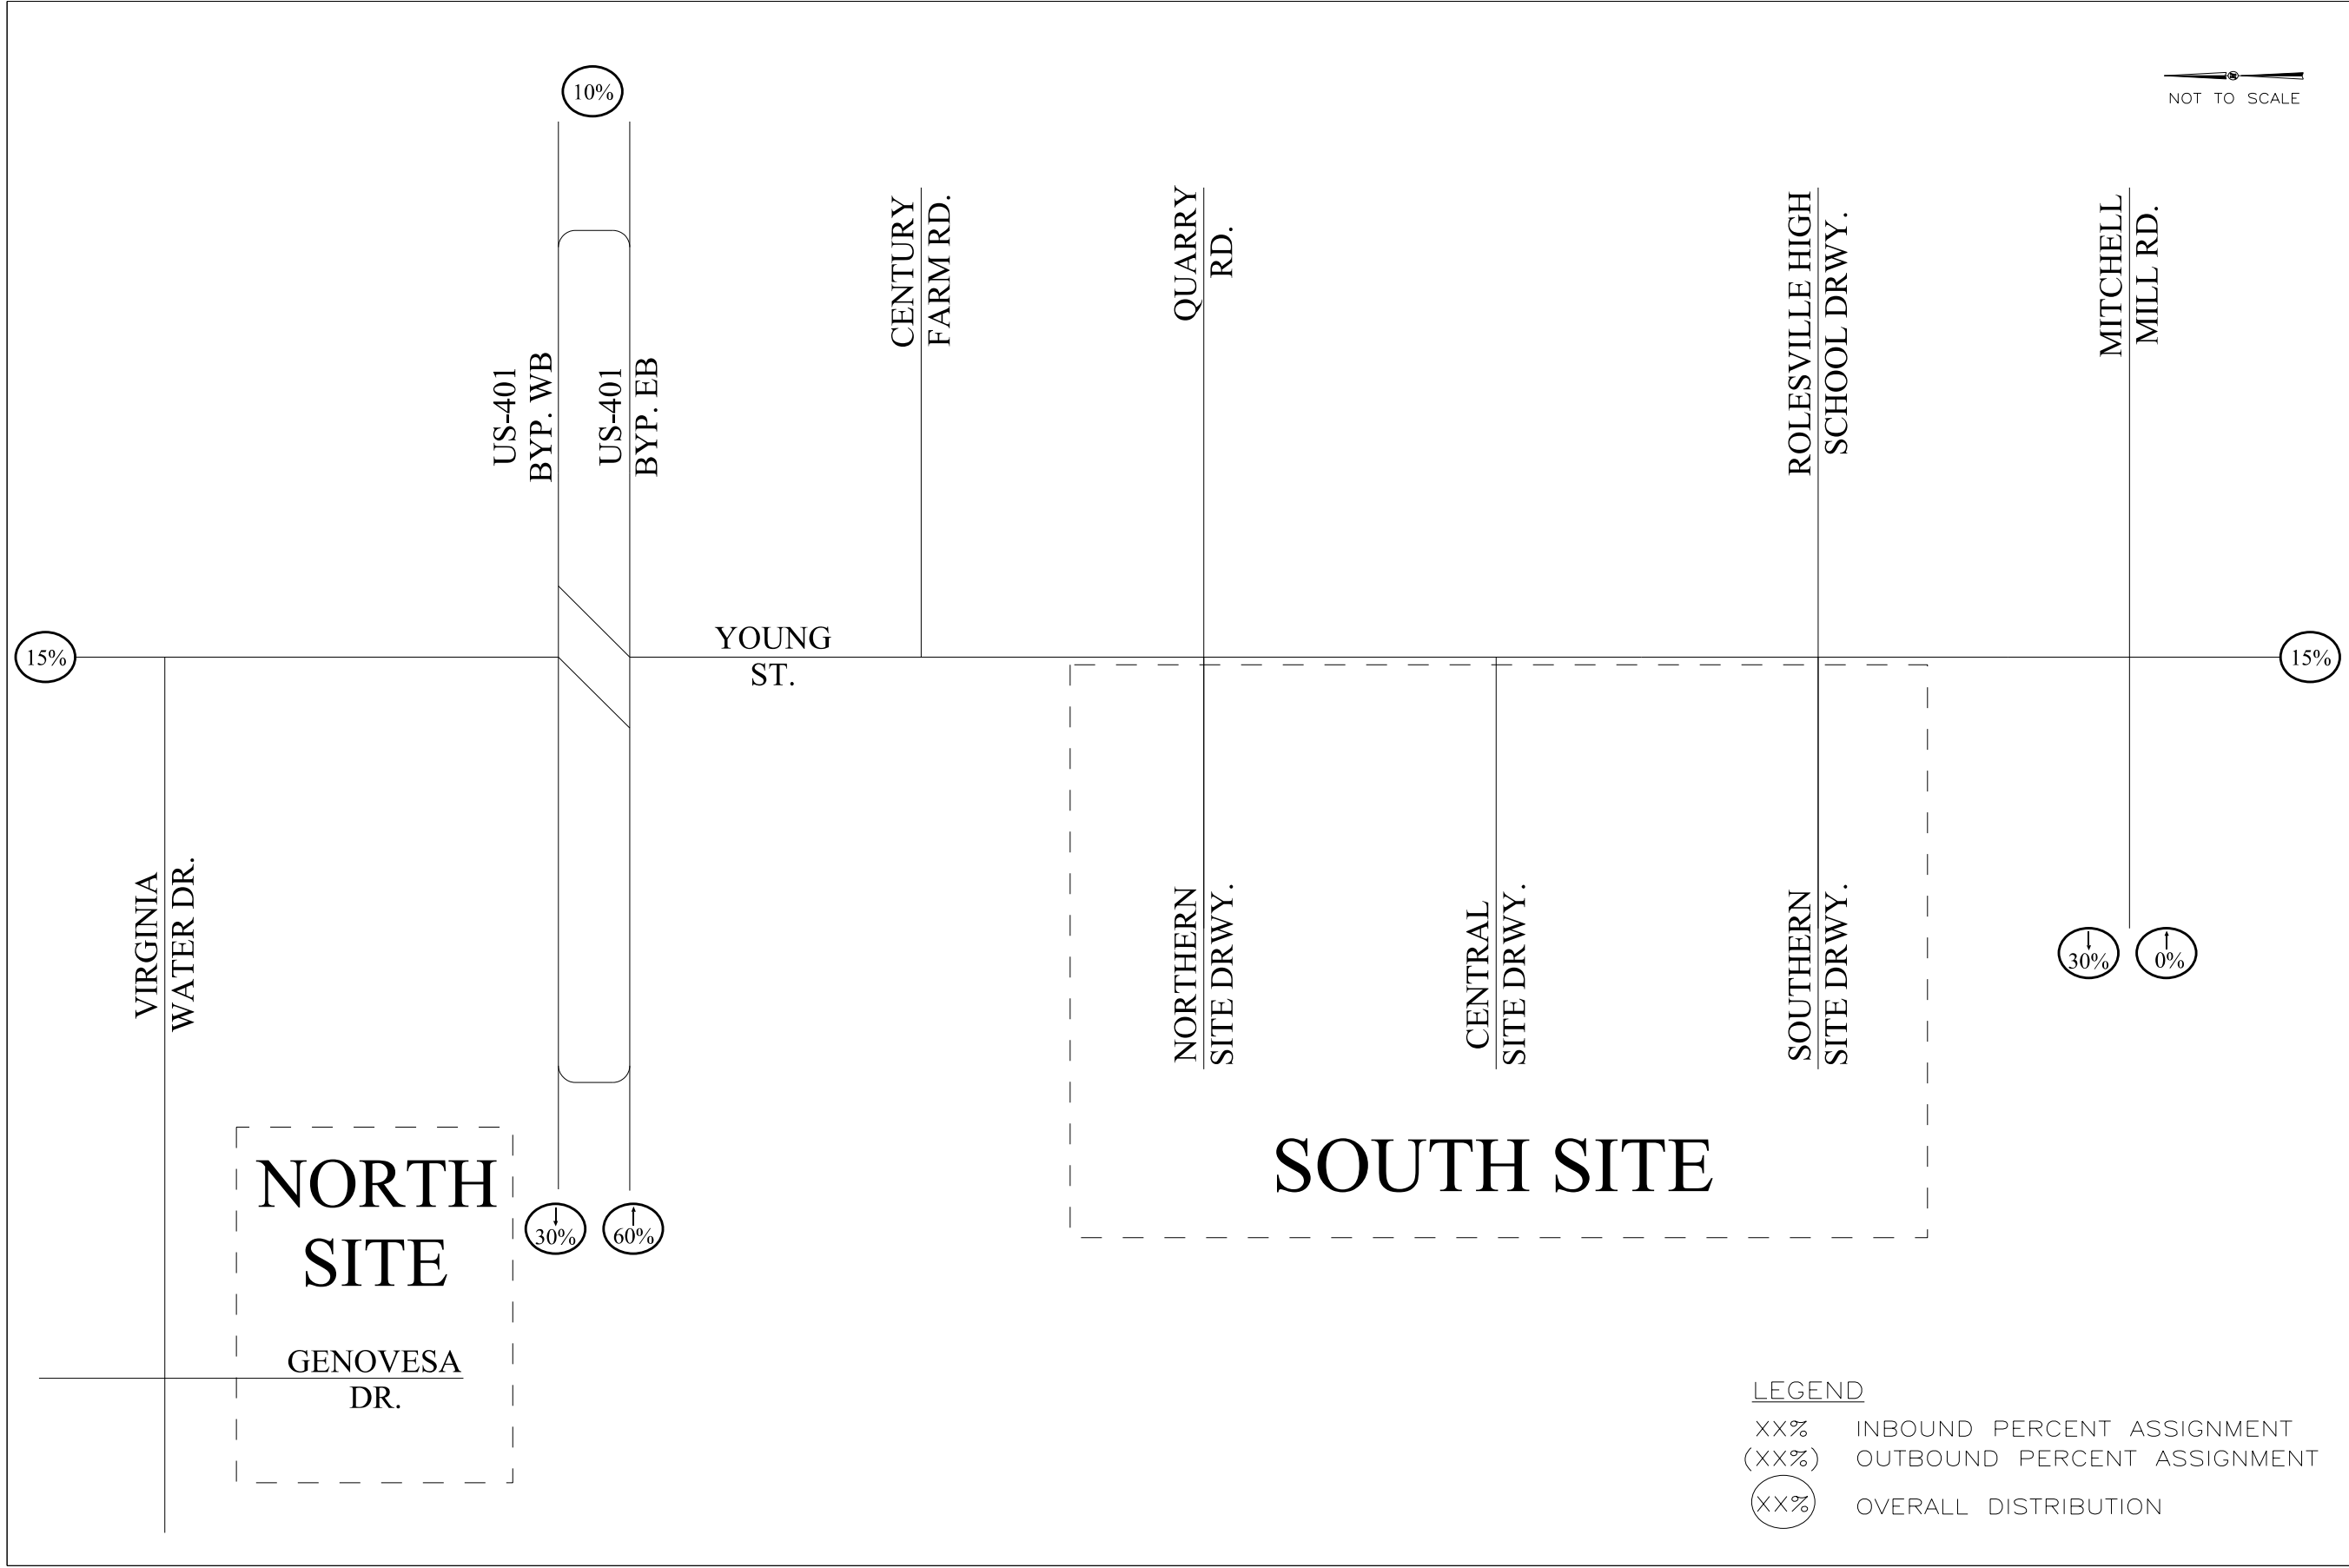 10%
NOT TO SCALE
US-401
BYP. WB
US-401
BYP. EB
CENTURY
FARM RD.
QUARRY
RD.
ROLESVILLE HIGH
SCHOOL DRWY.
MITCHELL
MILL RD.
15%
YOUNG
ST.
15%
VIRGINIA
WATER DR.
NORTHERN
SITE DRWY.
CENTRAL
SITE DRWY.
SOUTHERN
SITE DRWY.
30%
0%
NORTH
SITE
SOUTH SITE
30%
60%
GENOVESA
DR.
LEGEND
XX% INBOUND PERCENT ASSIGNMENT
(XX%) OUTBOUND PERCENT ASSIGNMENT
XX% OVERALL DISTRIBUTION